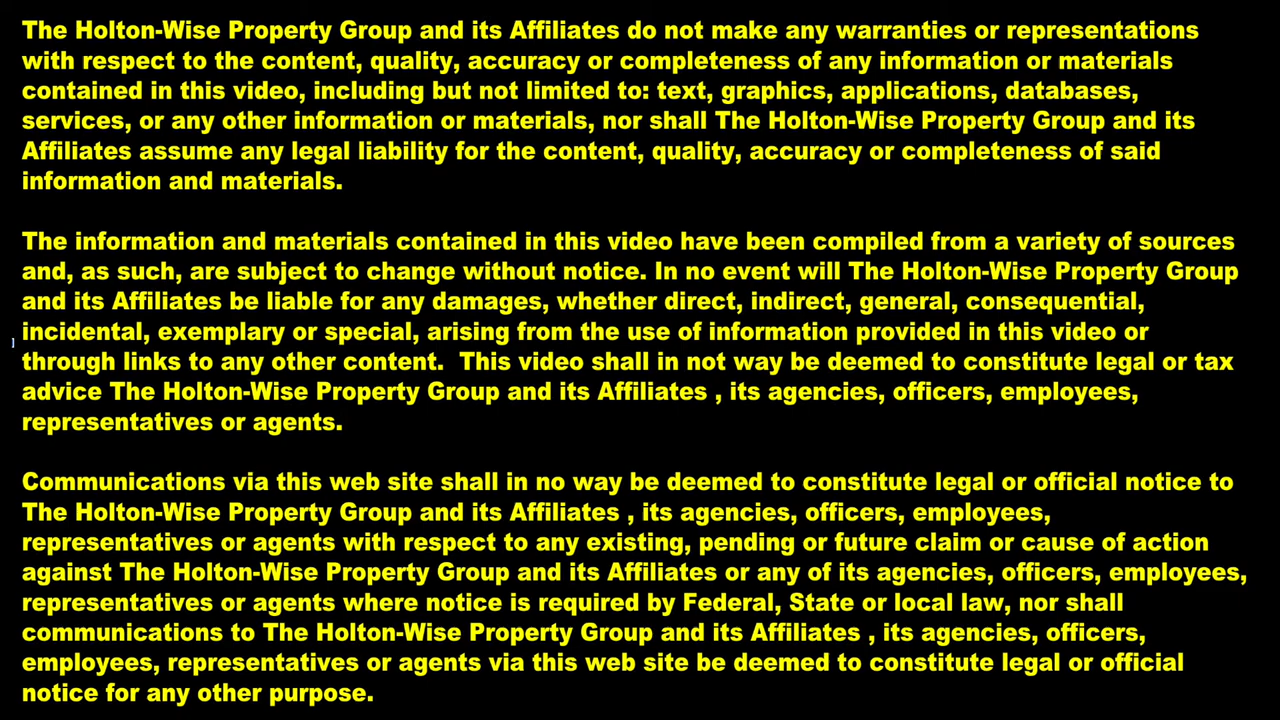 The Holton-Wise Property Group and its Affiliates do not make any warranties or representations
with respect to the content, quality, accuracy or completeness of any information or materials
contained in this video, including but not limited to: text, graphics, applications, databases,
services, or any other information or materials, nor shall The Holton-Wise Property Group and its
Affiliates assume any legal liability for the content, quality, accuracy or completeness of said
information and materials.
The information and materials contained in this video have been compiled from a variety of sources
and, as such, are subject to change without notice. In no event will The Holton-Wise Property Group
and its Affiliates be liable for any damages, whether direct, indirect, general, consequential,
incidental, exemplary or special, arising from the use of information provided in this video or
through links to any other content.  This video shall in not way be deemed to constitute legal or tax
advice The Holton-Wise Property Group and its Affiliates , its agencies, officers, employees,
representatives or agents.
Communications via this web site shall in no way be deemed to constitute legal or official notice to
The Holton-Wise Property Group and its Affiliates , its agencies, officers, employees,
representatives or agents with respect to any existing, pending or future claim or cause of action
against The Holton-Wise Property Group and its Affiliates or any of its agencies, officers, employees,
representatives or agents where notice is required by Federal, State or local law, nor shall
communications to The Holton-Wise Property Group and its Affiliates , its agencies, officers,
employees, representatives or agents via this web site be deemed to constitute legal or official
notice for any other purpose.